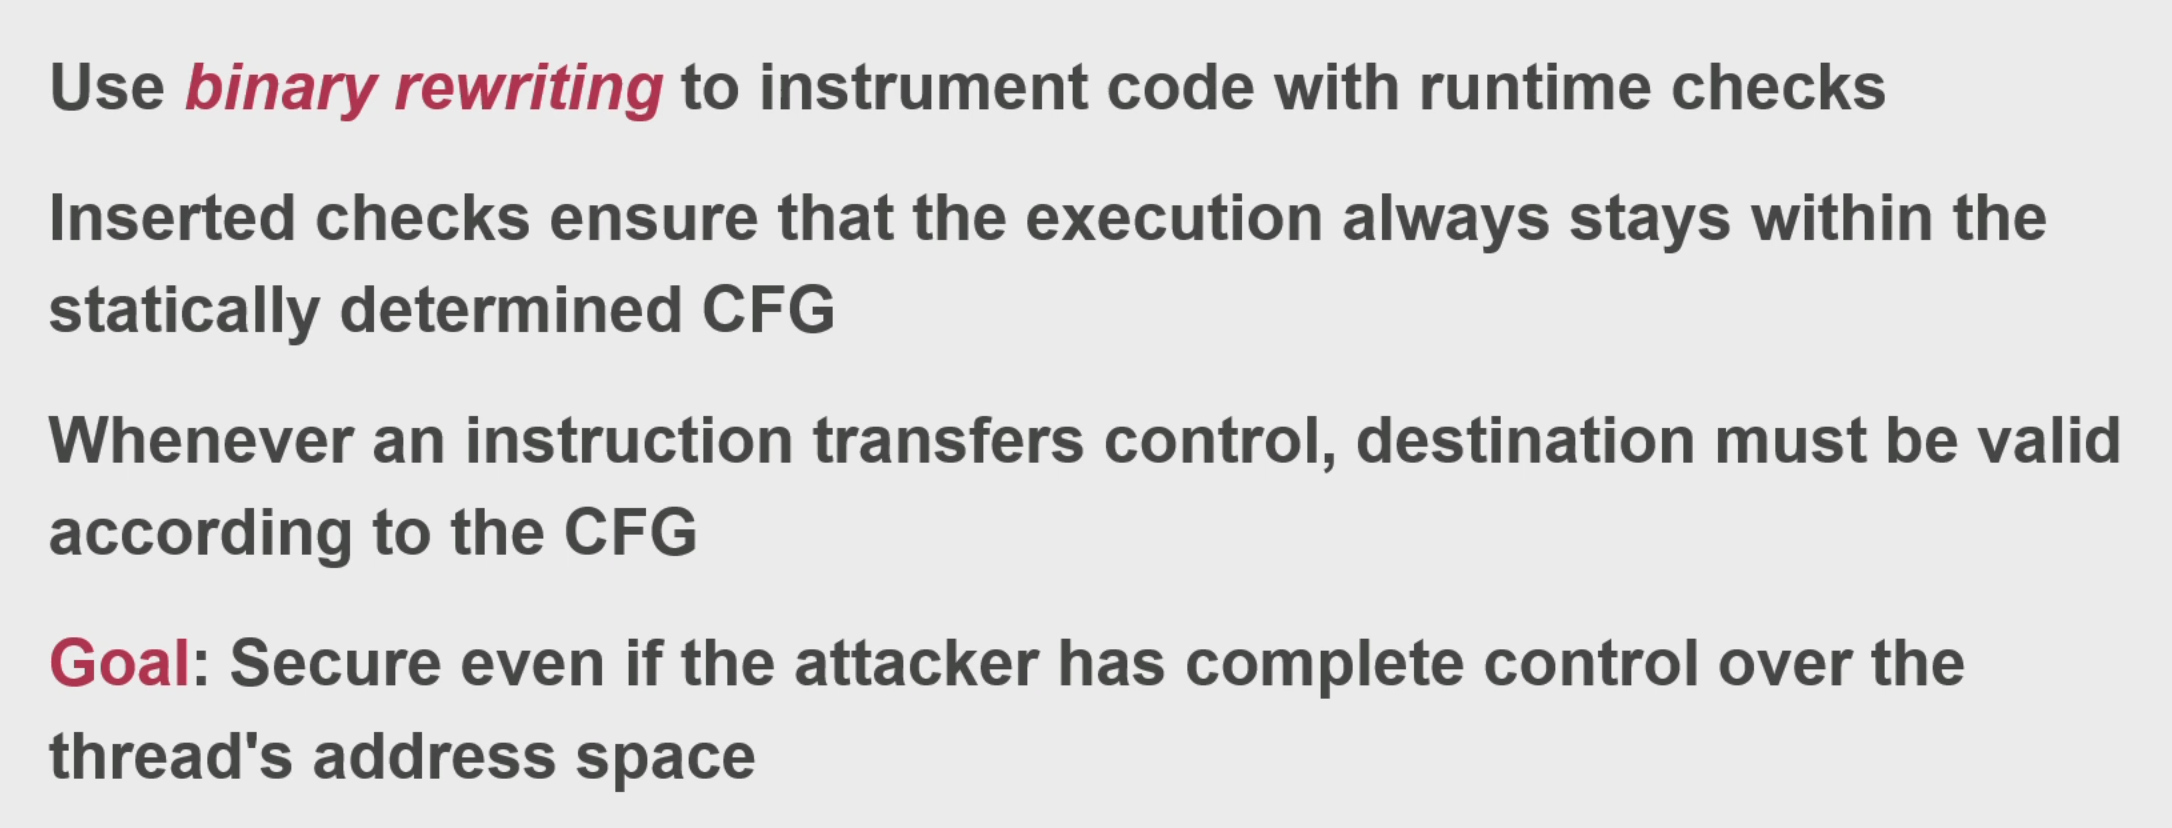 Use binary rewriting to instrument code with runtime checks
Inserted checks ensure that the execution always stays within the
statically determined CFG
Whenever an instruction transfers control, destination must be valid
according to the CFG
Goal: Secure even if the attacker has complete control over the
thread's address space